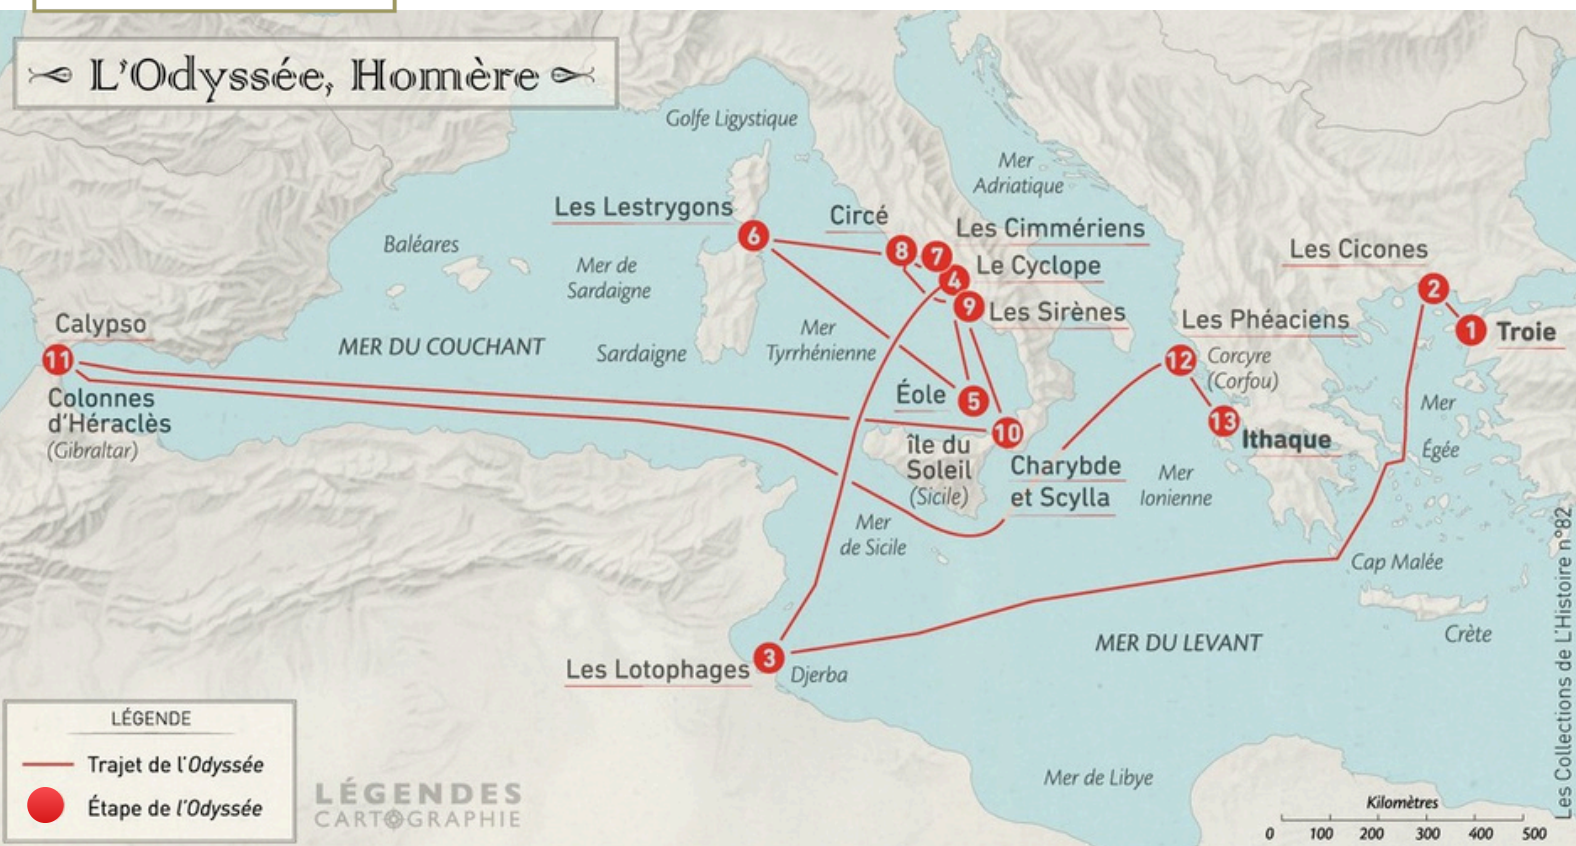 L'Odyssée, Homère
Golfe Ligystique
Mer
Adriatique
Les Lestrygons
6
Circé
8
7
Les Cimmériens
4
Le Cyclope
9
Les Sirènes
Baléares
Mer de
Sardaigne
Les Cicones
2
1
Troie
Calypso
11
Colonnes
d'Héraclès
(Gibraltar)
MER DU COUCHANT
Sardaigne
Mer
Tyrrhénienne
Les Phéaciens
12
Corcyre
(Corfou)
13
Ithaque
Mer
Égée
Éole
5
10
île du
Soleil
(Sicile)
Charybde
et Scylla
Mer
Ionienne
Mer
de Sicile
Cap Malée
Crète
MER DU LEVANT
Les Lotophages
3
Djerba
Mer de Libye
LÉGENDE
Trajet de l'Odyssée
Étape de l'Odyssée
LÉGENDES
CARTOGRAPHIE
Kilomètres
0 100 200 300 400 500
Les Collections de L'Histoire n°82